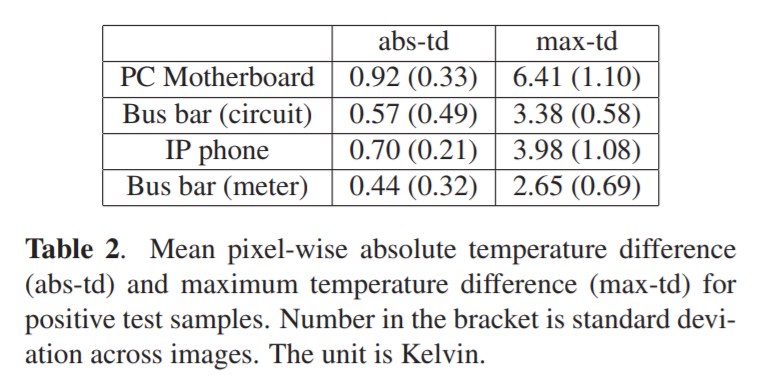 abs-td max-td
PC Motherboard 0.92 (0.33) 6.41 (1.10)
Bus bar (circuit) 0.57 (0.49) 3.38 (0.58)
IP phone 0.70 (0.21) 3.98 (1.08)
Bus bar (meter) 0.44 (0.32) 2.65 (0.69)
Table 2. Mean pixel-wise absolute temperature difference
(abs-td) and maximum temperature difference (max-td) for
positive test samples. Number in the bracket is standard devi-
ation across images. The unit is Kelvin.